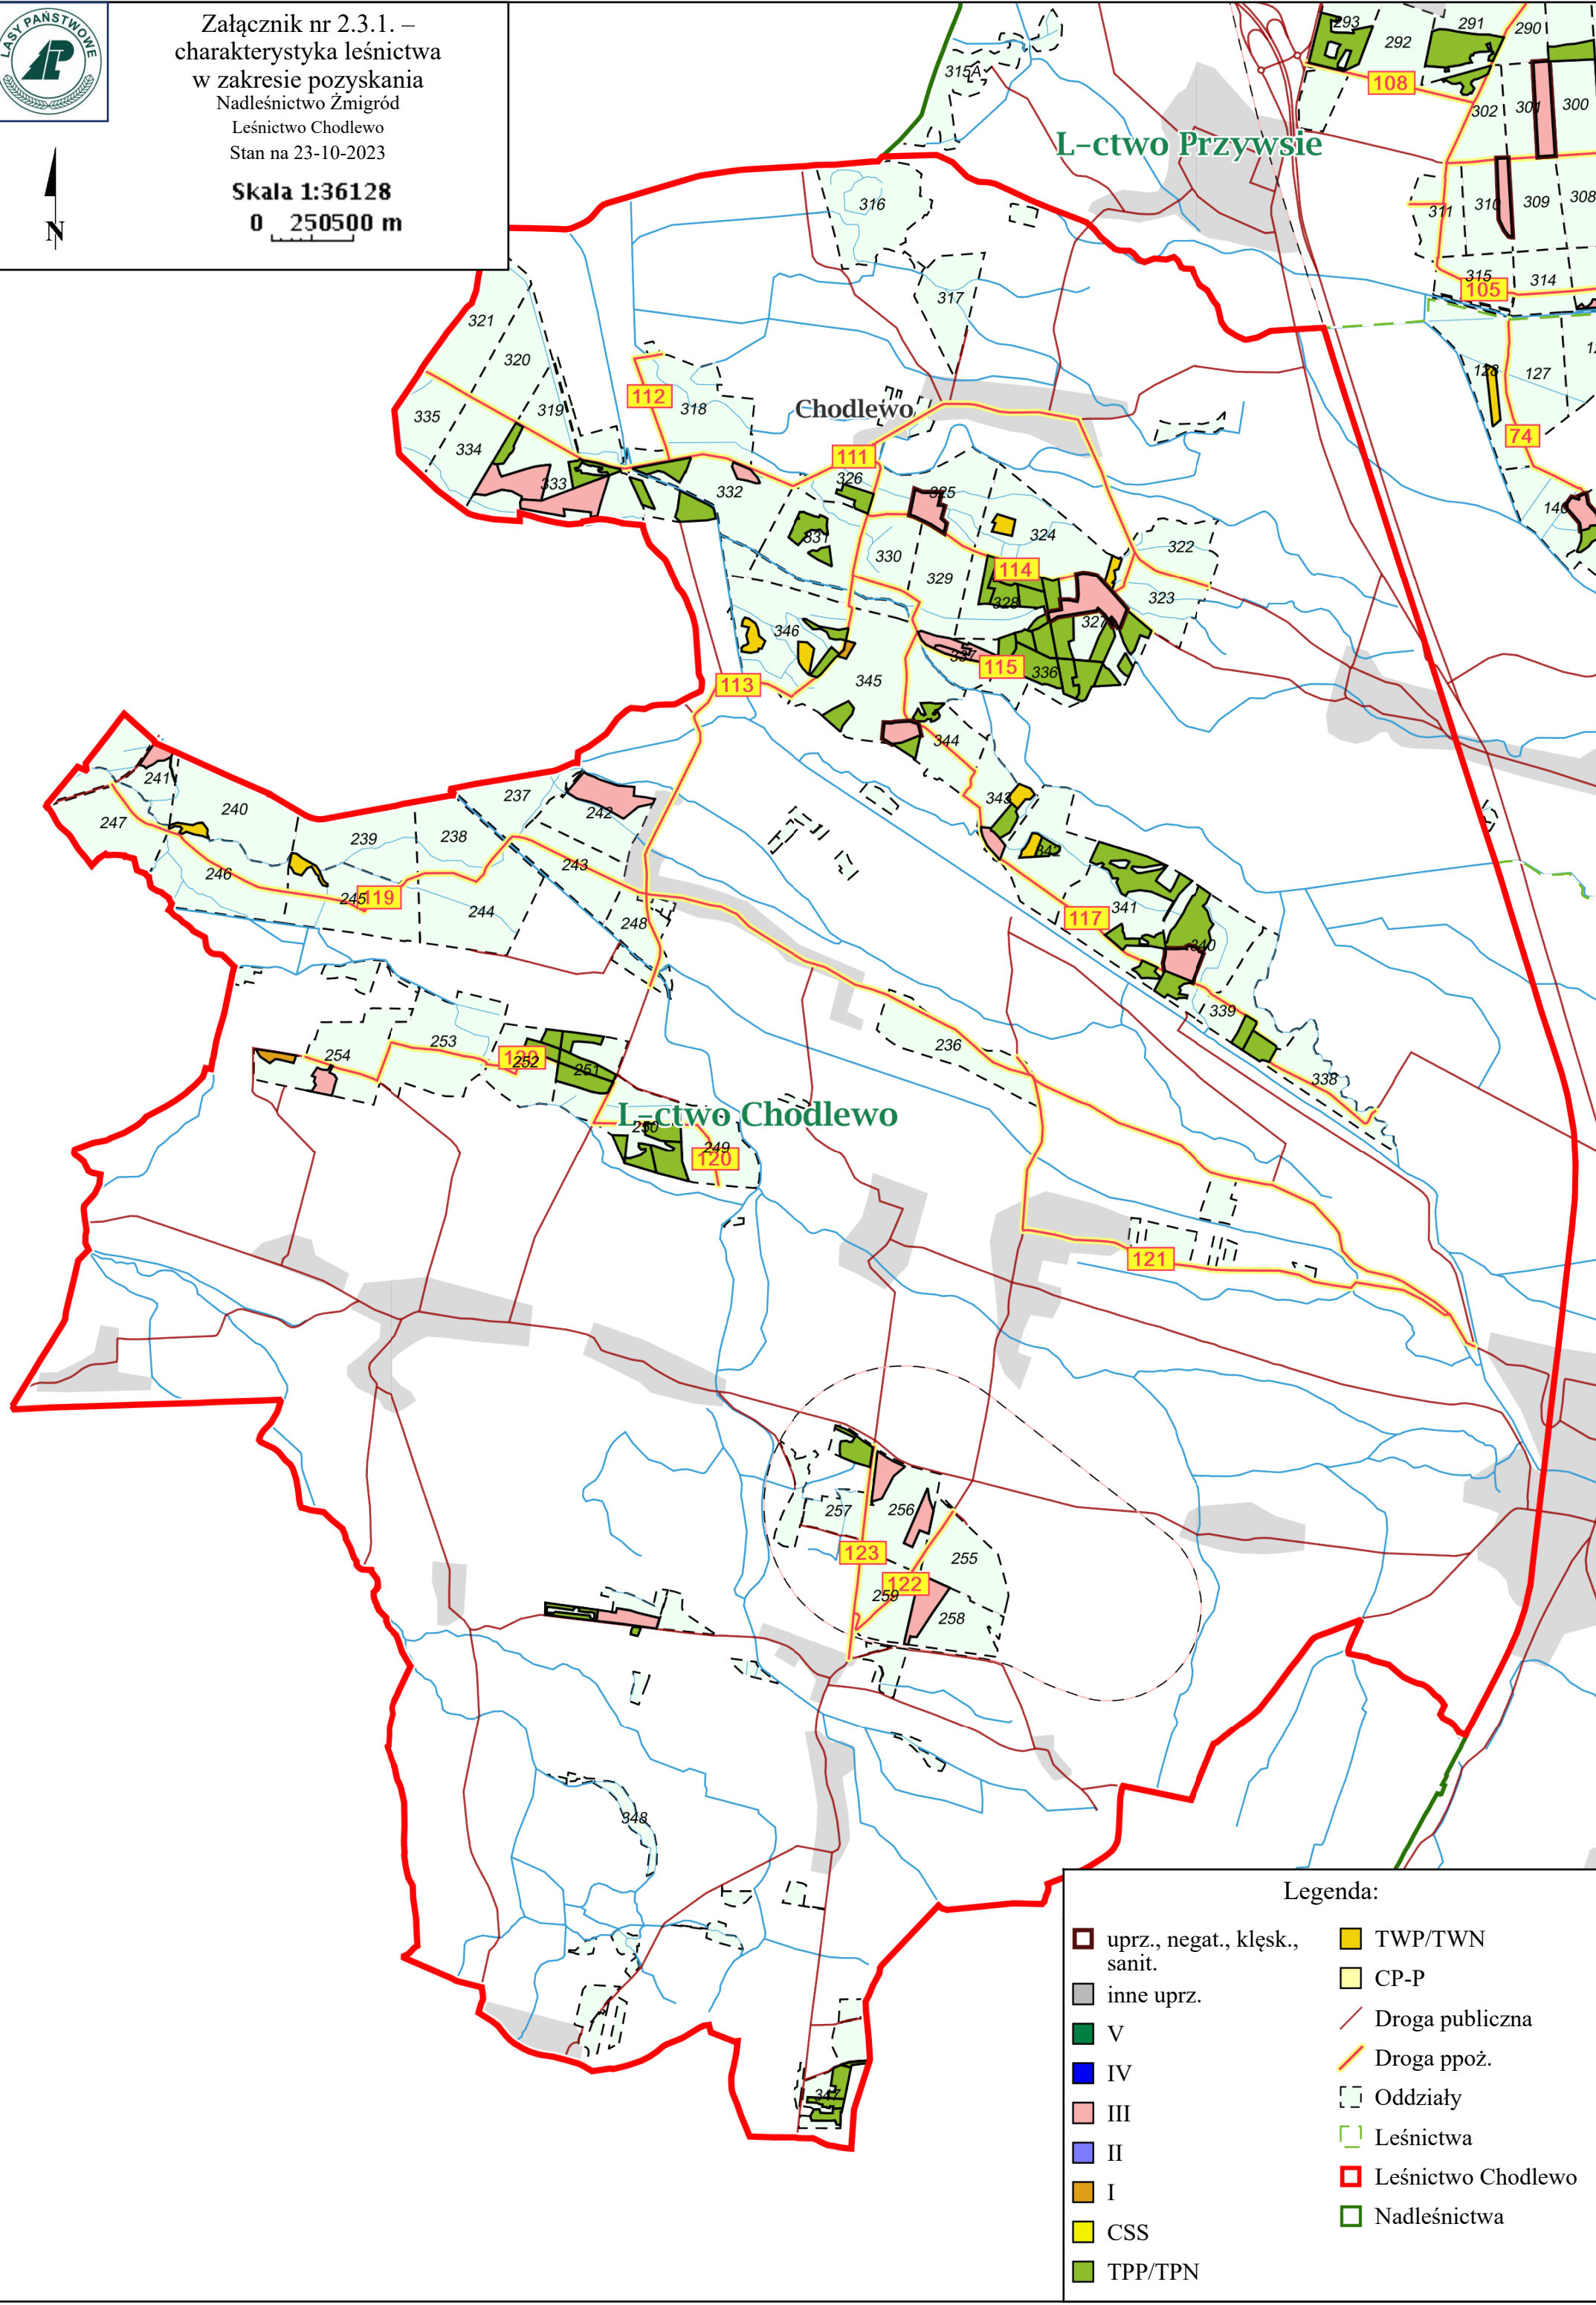 LASY PAŃSTWOWE
Załącznik nr 2.3.1. –
charakterystyka leśnictwa
w zakresie pozyskania
Nadleśnictwo Żmigród
Leśnictwo Chodlewo
Stan na 23-10-2023
Skala 1:36128
0 250500 m
N
293
292
291
290
108
302
301
300
315A
L-ctwo Przywsie
316
311
310
309
308
317
315
105
314
321
320
128
127
112
318
319
335
334
Chodlewo
74
111
333
332
326
325
146
331
324
330
114
322
329
328
323
327
346
337
115
336
345
113
344
241
240
237
242
343
247
239
238
342
243
246
245
119
244
341
117
248
340
339
254
253
252
251
236
338
L-ctwo Chodlewo
250
249
120
121
257
256
123
255
122
259
258
348
347
Legenda:
uprz., negat., klęsk.,
sanit.
inne uprz.
V
IV
III
II
I
CSS
TPP/TPN
TWP/TWN
CP-P
Droga publiczna
Droga ppoż.
Oddziały
Leśnictwa
Leśnictwo Chodlewo
Nadleśnictwa